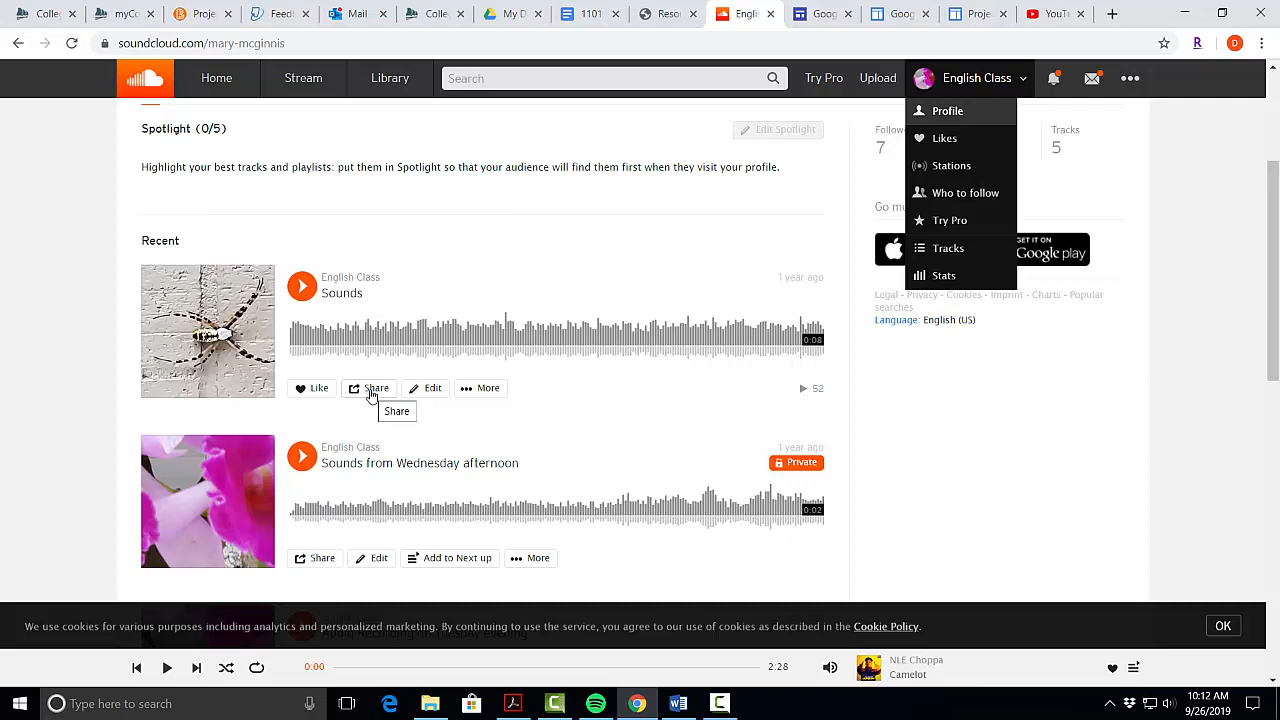 Colle
myCo
Proje
Feed
Mail
Colle
My D
1101
Reso
Engli
Goog
Goog
Proje
YouT
soundcloud.com/mary-mcginnis
R
D
Home
Stream
Library
Search
Try Pro
Upload
English Class
Profile
Likes
Stations
Who to follow
Try Pro
Tracks
Stats
Spotlight (0/5)
Edit Spotlight
Highlight your best tracks and playlists: put them in Spotlight so that your audience will find them first when they visit your profile.
Follow
7
Tracks
5
Go mo
GET IT ON
Google play
Legal - Privacy - Cookies - Imprint - Charts - Popular
searches
Language: English (US)
Recent
English Class
1 year ago
Sounds
0:08
Like
Share
Edit
More
52
Share
English Class
1 year ago
Sounds from Wednesday afternoon
Private
0:02
Share
Edit
Add to Next up
More
Audio Recording on Tuesday evening
We use cookies for various purposes including analytics and personalized marketing. By continuing to use the service, you agree to our use of cookies as described in the Cookie Policy.
OK
0:00
2:28
NLE Choppa
Camelot
Type here to search
10:12 AM
9/26/2019